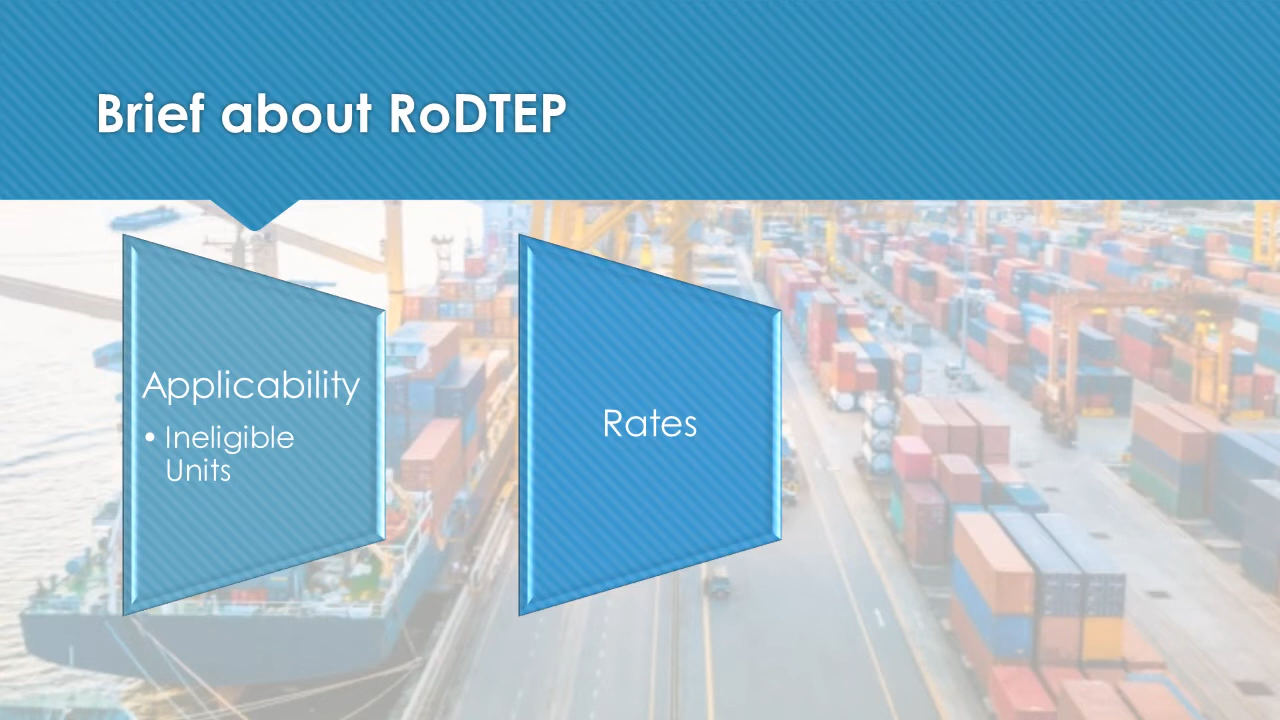 Brief about RoDTEP
Applicability
• Ineligible
Units
Rates